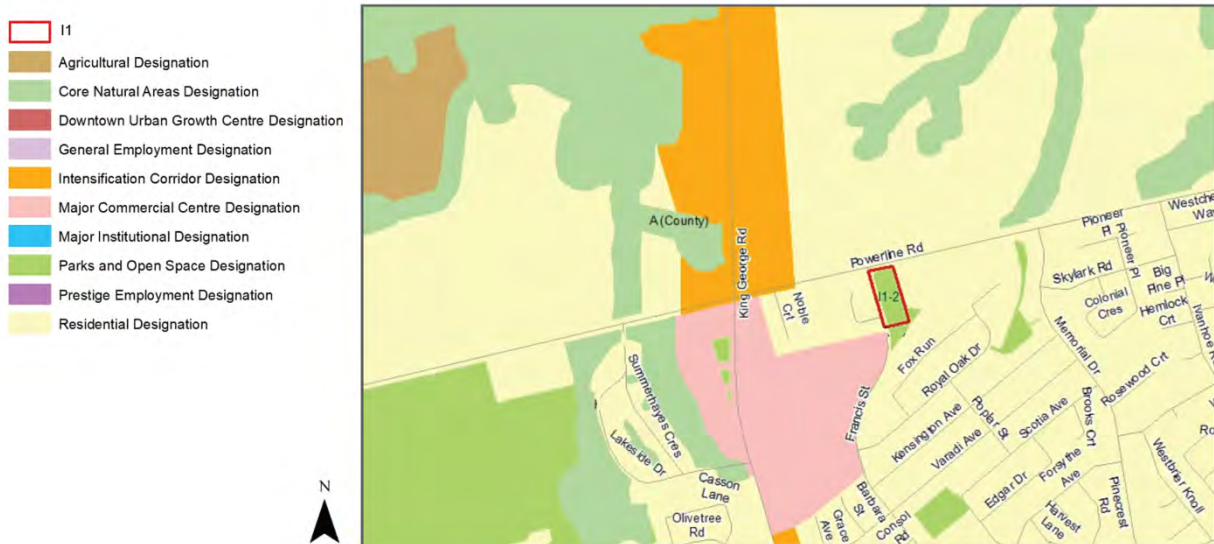 I1
Agricultural Designation
Core Natural Areas Designation
Downtown Urban Growth Centre Designation
General Employment Designation
Intensification Corridor Designation
Major Commercial Centre Designation
Major Institutional Designation
Parks and Open Space Designation
Prestige Employment Designation
Residential Designation
N
A (County)
King George Rd
Powerline Rd
I1-2
Noble
Crt
Pioneer
Pl
Pioneer Pl
Skylark Rd
Big
Pine Pl
Colonial
Cres
Hemlock
Crt
Memorial Dr
Fox Run
Royal Oak Dr
Francis St
Kensington Ave
Poplar St
Varadi Ave
Scotia Ave
Brooks Crt
Rosewood Crt
Summerhayes Cres
Lakeside Dr
Casson
Lane
Olivetree
Rd
Grace
Ave
Barbara
St
Consol
Rd
Edgar Dr
Forsythe
Ave
Harvest
Lane
Pinecrest
Rd
Westbrier Knoll